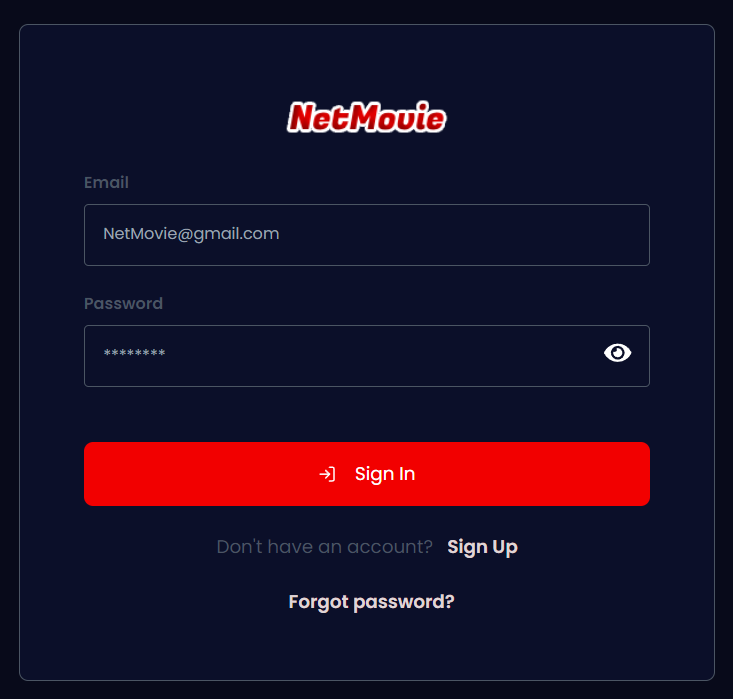 NetMovie
Email
NetMovie@gmail.com
Password
********
Sign In
Don't have an account? Sign Up
Forgot password?